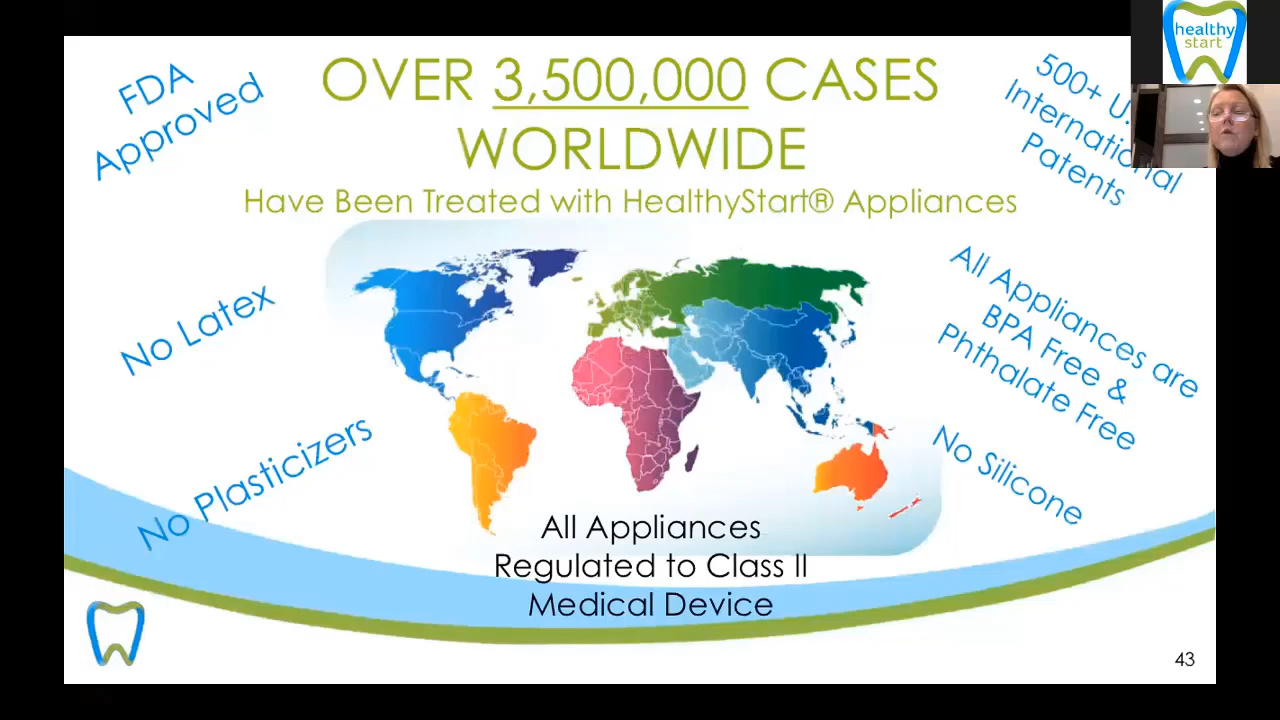 FDA
Approved
OVER 3,500,000 CASES
WORLDWIDE
Have Been Treated with HealthyStart® Appliances
healthy
start
500+ U.
International
Patents
No Latex
All Appliances are
BPA Free &
Phthalate Free
No Plasticizers
No Silicone
All Appliances
Regulated to Class II
Medical Device
43